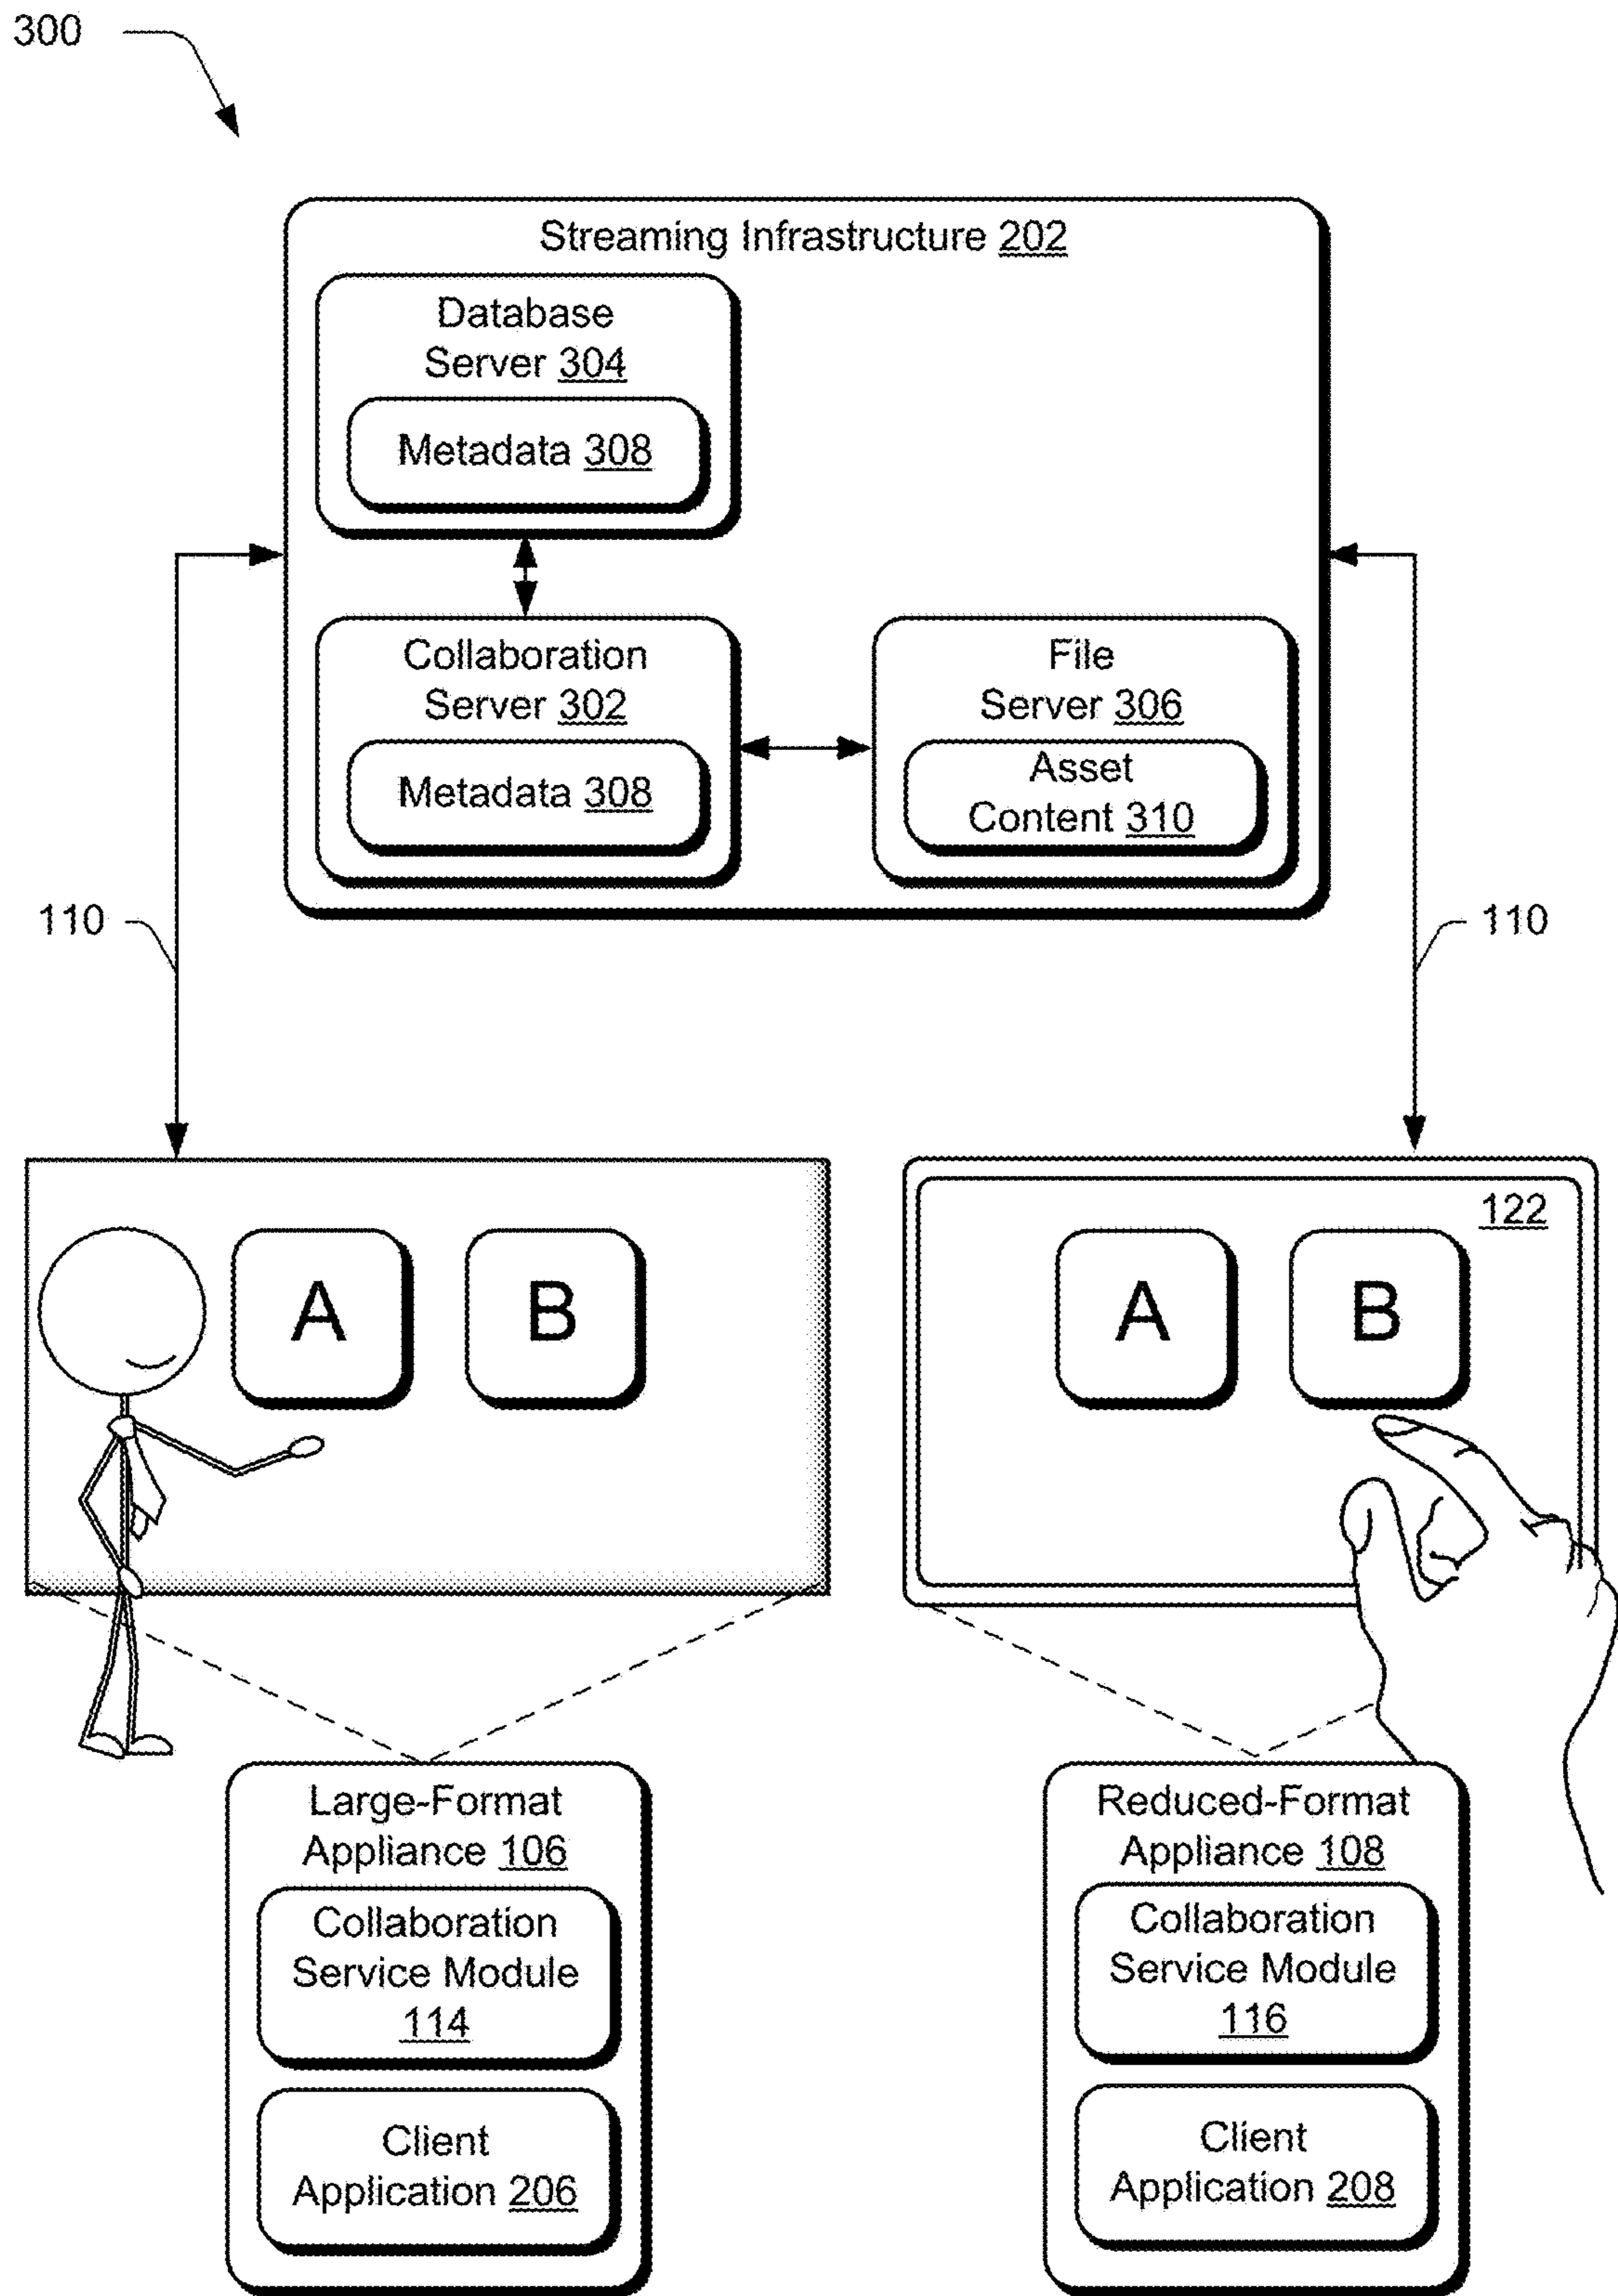 300
Streaming Infrastructure 202
Database
Server 304
Metadata 308
Collaboration
Server 302
Metadata 308
File
Server 306
Asset
Content 310
110
110
A
B
122
A
B
Large-Format
Appliance 106
Collaboration
Service Module
114
Client
Application 206
Reduced-Format
Appliance 108
Collaboration
Service Module
116
Client
Application 208